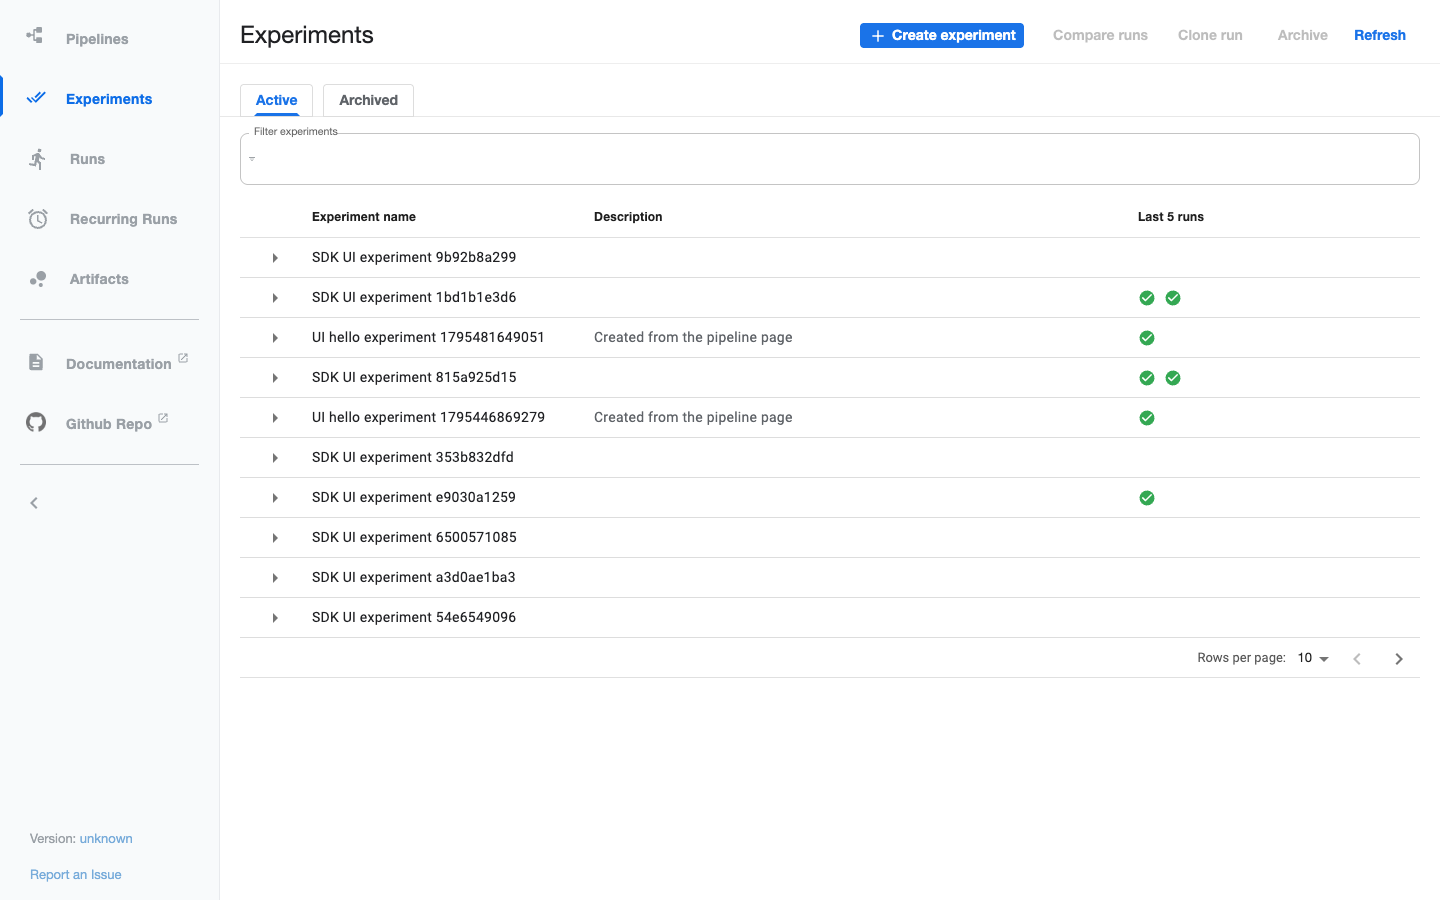 Pipelines
Experiments
Runs
Recurring Runs
Artifacts
Documentation
Github Repo
Version: unknown
Report an Issue
Experiments
Create experiment
Compare runs
Clone run
Archive
Refresh
Active
Archived
Filter experiments
Experiment name Description Last 5 runs
SDK UI experiment 9b92b8a299
SDK UI experiment 1bd1b1e3d6
UI hello experiment 1795481649051 Created from the pipeline page
SDK UI experiment 815a925d15
UI hello experiment 1795446869279 Created from the pipeline page
SDK UI experiment 353b832dfd
SDK UI experiment e9030a1259
SDK UI experiment 6500571085
SDK UI experiment a3d0ae1ba3
SDK UI experiment 54e6549096
Rows per page: 10